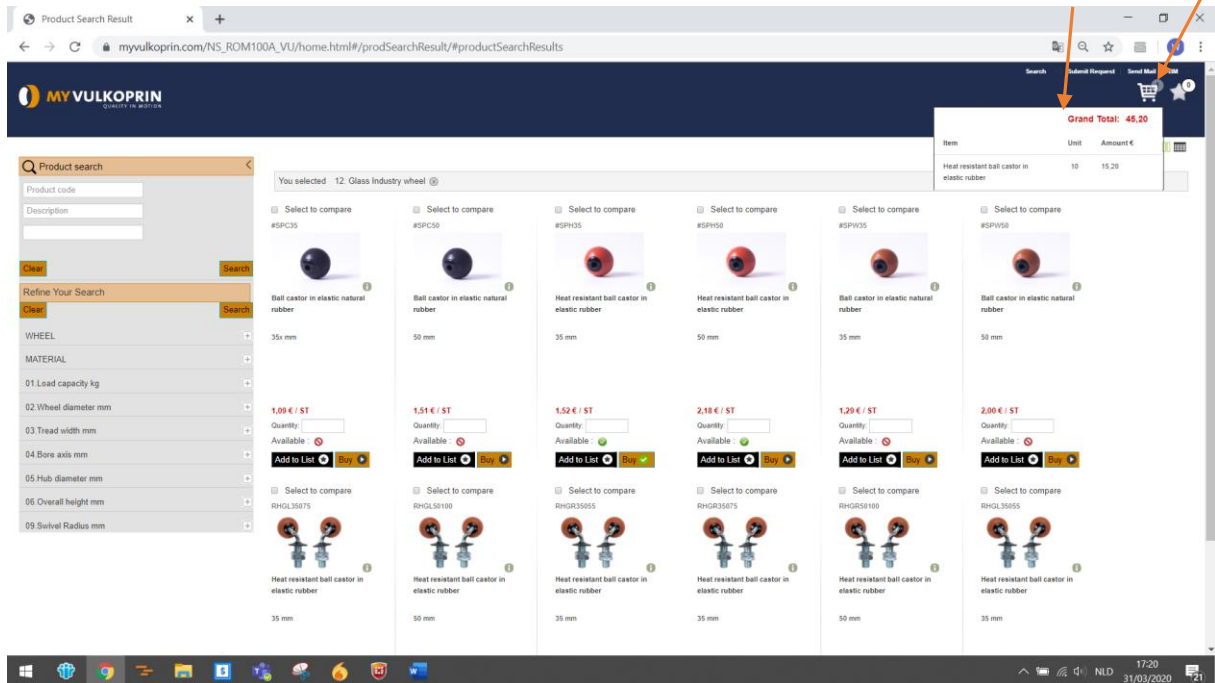 Product Search Result
myvulkoprin.com/NS_ROM100A_VU/home.html#/prodSearchResult/#productSearchResults
Search Submit Request Send Mail
MYVULKOPRIN
QUALITY IN MOTION
0
Grand Total: 45,20
Item Unit Amount €
Heat resistant ball castor in elastic rubber 10 15,20
Product search
Product code
Description
Clear Search
Refine Your Search
Clear Search
WHEEL
MATERIAL
01.Load capacity kg
02.Wheel diameter mm
03.Tread width mm
04.Bore axis mm
05.Hub diameter mm
06.Overall height mm
09.Swivel Radius mm
You selected 12. Glass Industry wheel
Select to compare Select to compare Select to compare Select to compare Select to compare Select to compare
#SPC35 #SPC50 #SPH35 #SPH50 #SPW35 #SPW50
Ball castor in elastic natural Ball castor in elastic natural Heat resistant ball castor in Heat resistant ball castor in Ball castor in elastic natural Ball castor in elastic natural
rubber rubber elastic rubber elastic rubber rubber rubber
35x mm 50 mm 35 mm 50 mm 35 mm 50 mm
1,09 € / ST 1,51 € / ST 1,52 € / ST 2,18 € / ST 1,29 € / ST 2,00 € / ST
Quantity: Quantity: Quantity: Quantity: Quantity: Quantity:
Available : Available : Available : Available : Available : Available :
Add to List Buy Add to List Buy Add to List Buy Add to List Buy Add to List Buy Add to List Buy
Select to compare Select to compare Select to compare Select to compare Select to compare Select to compare
RHGL35075 RHGL50100 RHGR35055 RHGR35075 RHGR50100 RHGL35055
Heat resistant ball castor in Heat resistant ball castor in Heat resistant ball castor in Heat resistant ball castor in Heat resistant ball castor in Heat resistant ball castor in
elastic rubber elastic rubber elastic rubber elastic rubber elastic rubber elastic rubber
35 mm 50 mm 35 mm 35 mm 50 mm 35 mm
NLD
17:20
31/03/2020
21